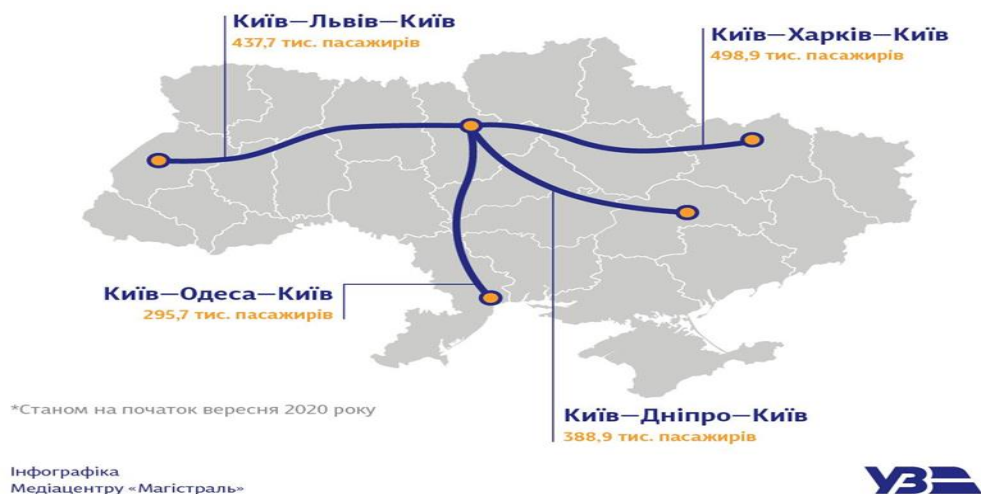 Київ—Львів—Київ
437,7 тис. пасажирів
Київ—Харків—Київ
498,9 тис. пасажирів
Київ—Одеса—Київ
295,7 тис. пасажирів
Київ—Дніпро—Київ
388,9 тис. пасажирів
*Станом на початок вересня 2020 року
Інфографіка
Медіацентру «Магістраль»
УЗ